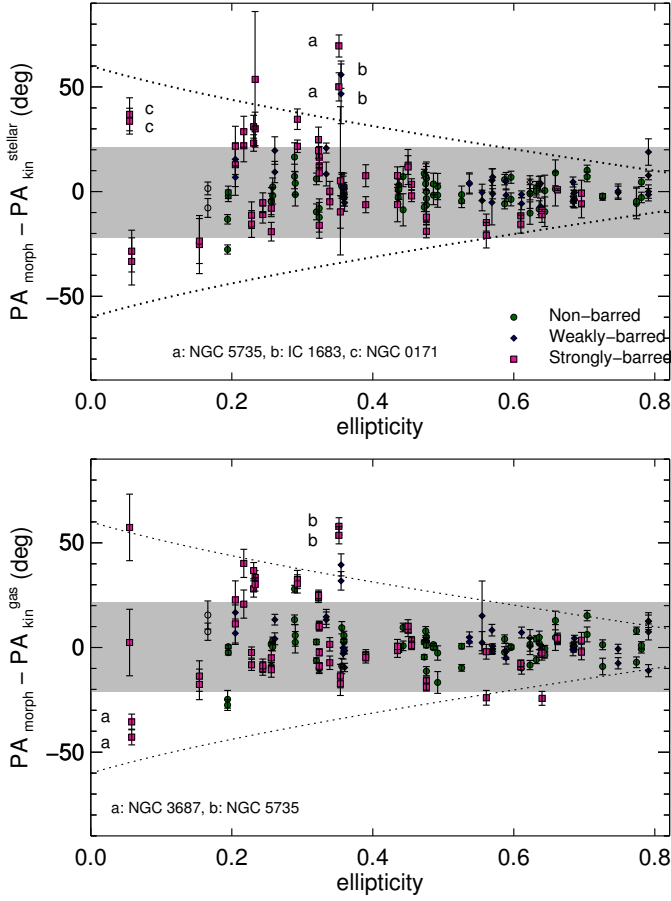 50
0
−50
PA morph − PA kin stellar (deg)
a
b
a
b
c
c
Non−barred
Weakly−barred
Strongly−barred
a: NGC 5735, b: IC 1683, c: NGC 0171
0.0 0.2 0.4 0.6 0.8
ellipticity
50
0
−50
PA morph − PA kin gas (deg)
b
b
a
a
a: NGC 3687, b: NGC 5735
0.0 0.2 0.4 0.6 0.8
ellipticity